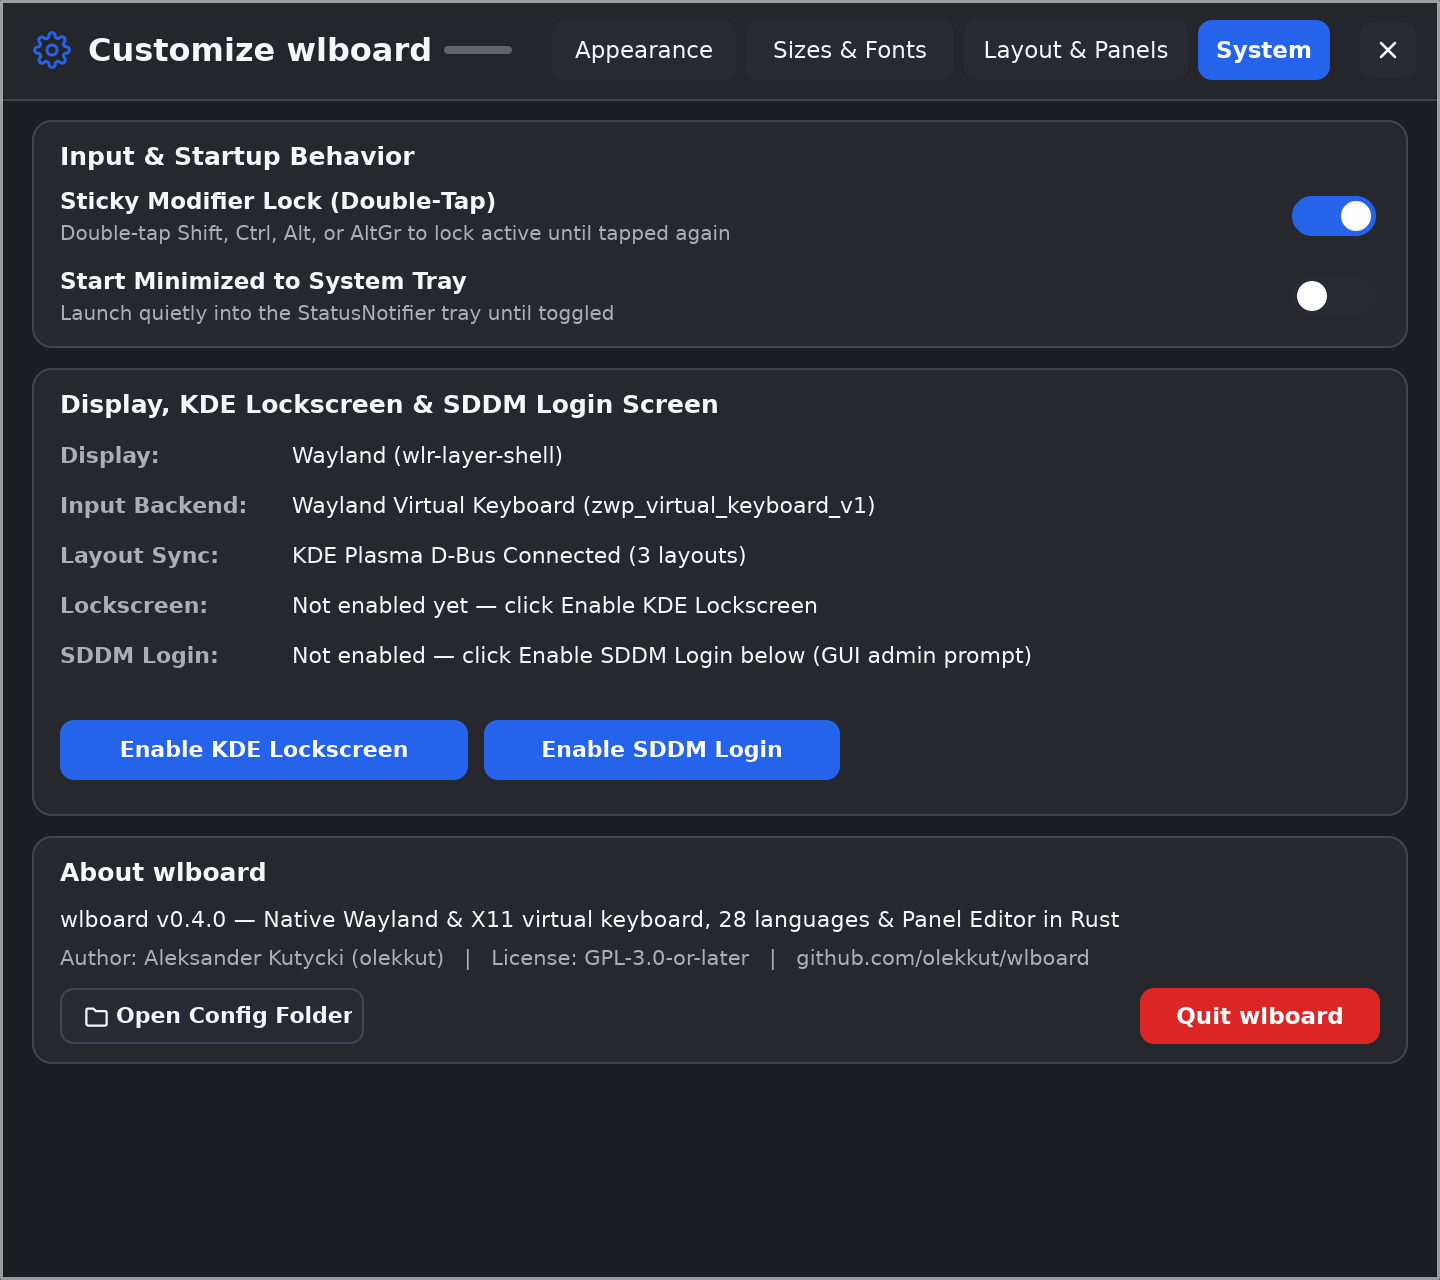 Customize wlboard
Appearance
Sizes & Fonts
Layout & Panels
System
Input & Startup Behavior
Sticky Modifier Lock (Double-Tap)
Double-tap Shift, Ctrl, Alt, or AltGr to lock active until tapped again
Start Minimized to System Tray
Launch quietly into the StatusNotifier tray until toggled
Display, KDE Lockscreen & SDDM Login Screen
Display: Wayland (wlr-layer-shell)
Input Backend: Wayland Virtual Keyboard (zwp_virtual_keyboard_v1)
Layout Sync: KDE Plasma D-Bus Connected (3 layouts)
Lockscreen: Not enabled yet — click Enable KDE Lockscreen
SDDM Login: Not enabled — click Enable SDDM Login below (GUI admin prompt)
Enable KDE Lockscreen
Enable SDDM Login
About wlboard
wlboard v0.4.0 — Native Wayland & X11 virtual keyboard, 28 languages & Panel Editor in Rust
Author: Aleksander Kutycki (olekkut) | License: GPL-3.0-or-later | github.com/olekkut/wlboard
Open Config Folder
Quit wlboard